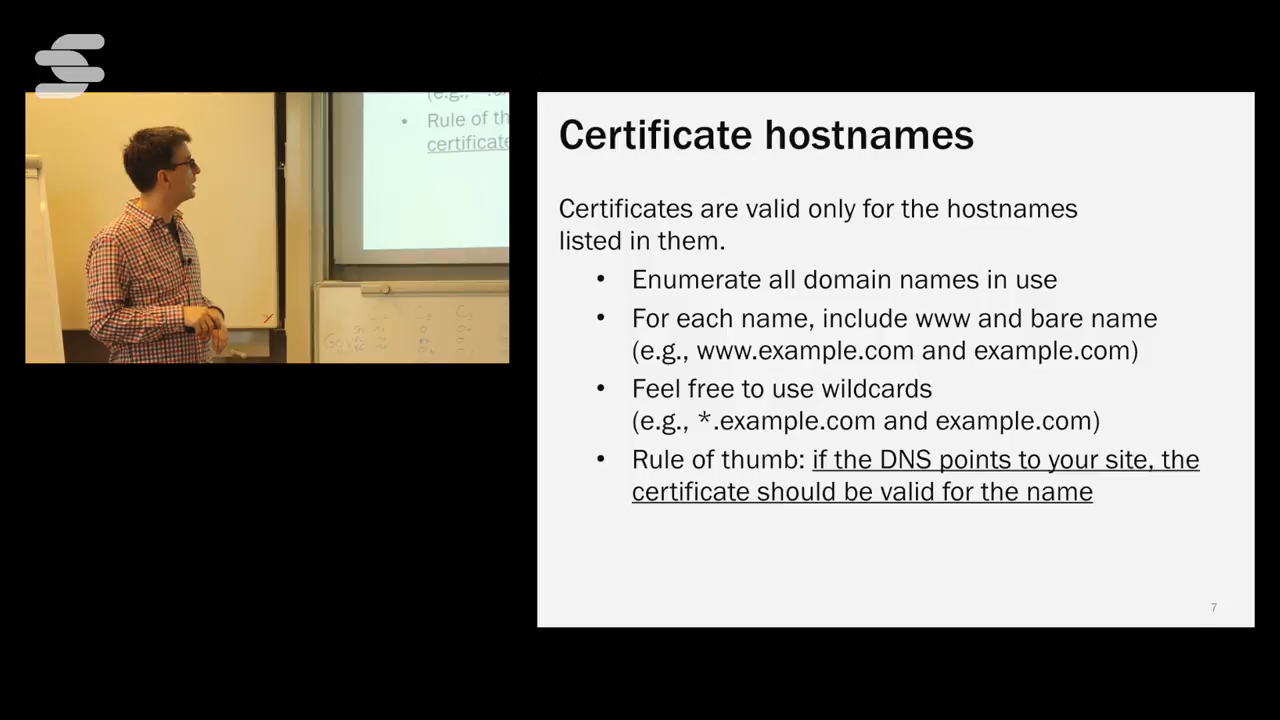 Rule of th
certificate
Certificate hostnames
Certificates are valid only for the hostnames
listed in them.
• Enumerate all domain names in use
• For each name, include www and bare name
(e.g., www.example.com and example.com)
• Feel free to use wildcards
(e.g., *.example.com and example.com)
• Rule of thumb: if the DNS points to your site, the
certificate should be valid for the name
7